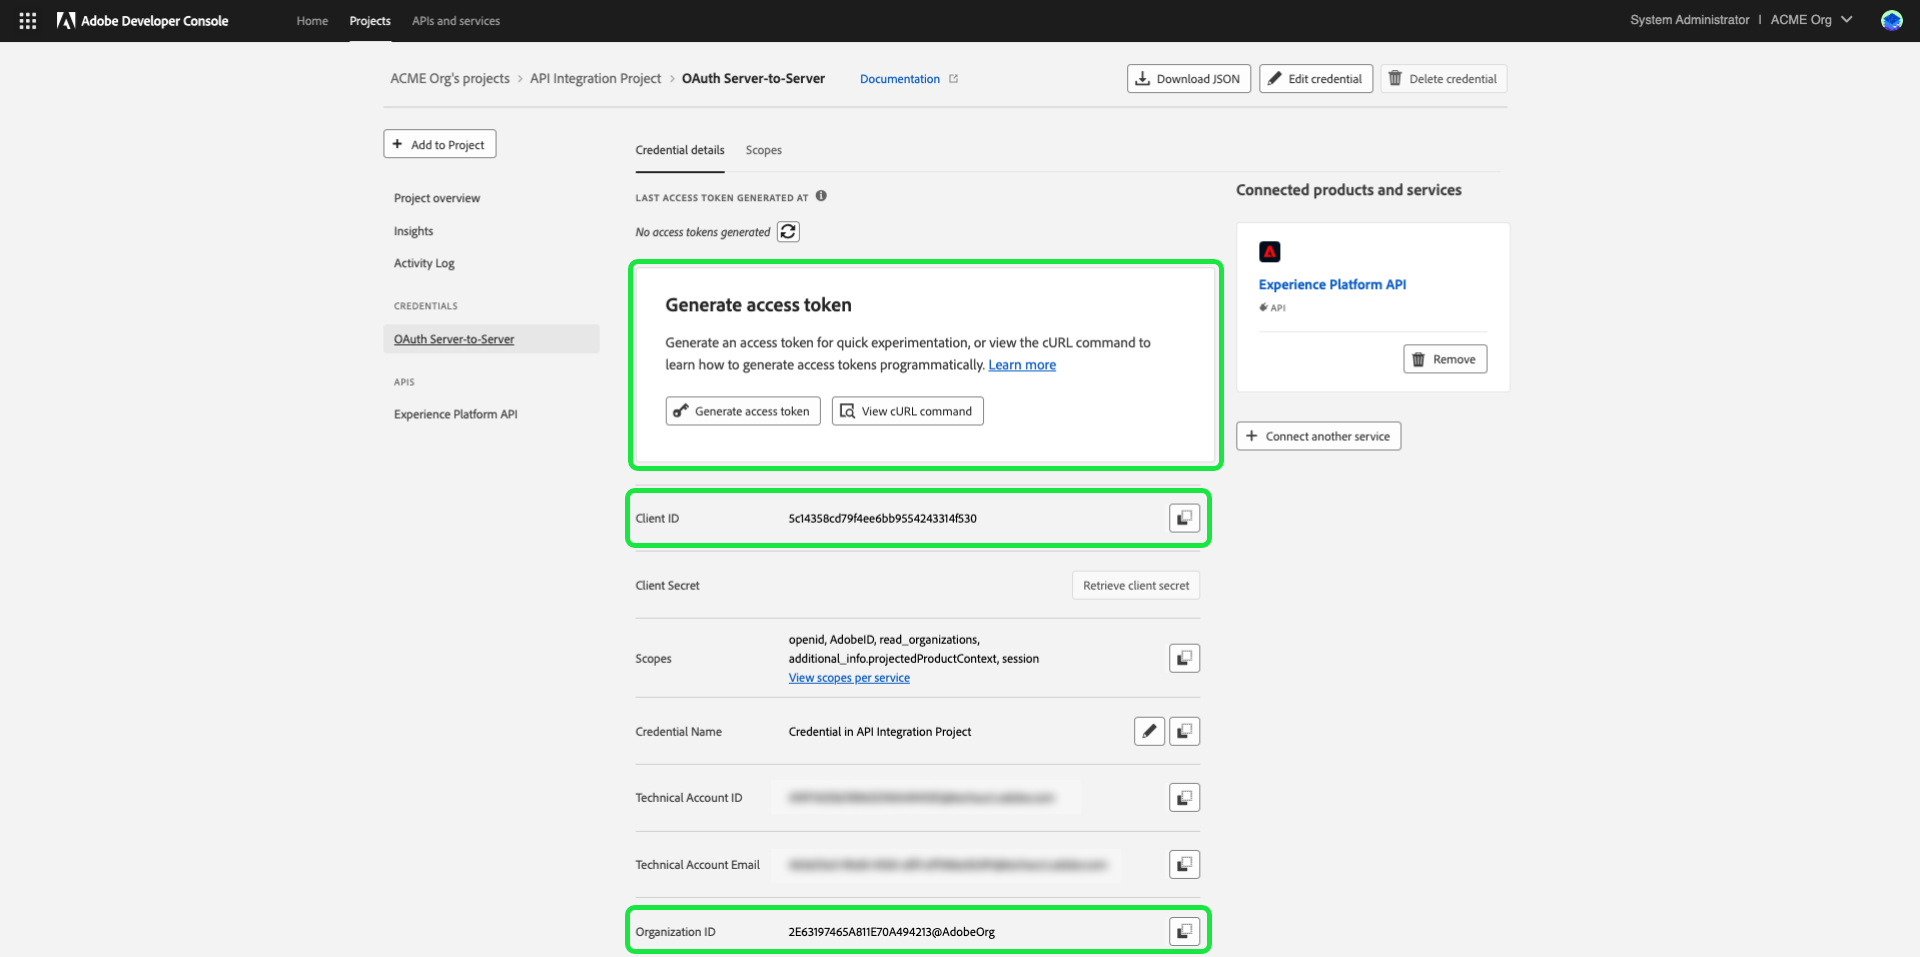 Adobe Developer Console
Home
Projects
APIs and services
System Administrator | ACME Org
ACME Org's projects > API Integration Project > OAuth Server-to-Server
Documentation
Download JSON
Edit credential
Delete credential
+ Add to Project
Project overview
Insights
Activity Log
CREDENTIALS
OAuth Server-to-Server
APIS
Experience Platform API
Credential details
Scopes
LAST ACCESS TOKEN GENERATED AT
No access tokens generated
Generate access token
Generate an access token for quick experimentation, or view the cURL command to
learn how to generate access tokens programmatically. Learn more
Generate access token
View cURL command
Client ID
5c14358cd79f4ee6bb9554243314f530
Client Secret
Retrieve client secret
Scopes
openid, AdobeID, read_organizations,
additional_info.projectedProductContext, session
View scopes per service
Credential Name
Credential in API Integration Project
Technical Account ID
Technical Account Email
Organization ID
2E63197465A811E70A494213@AdobeOrg
Connected products and services
Experience Platform API
API
Remove
+ Connect another service